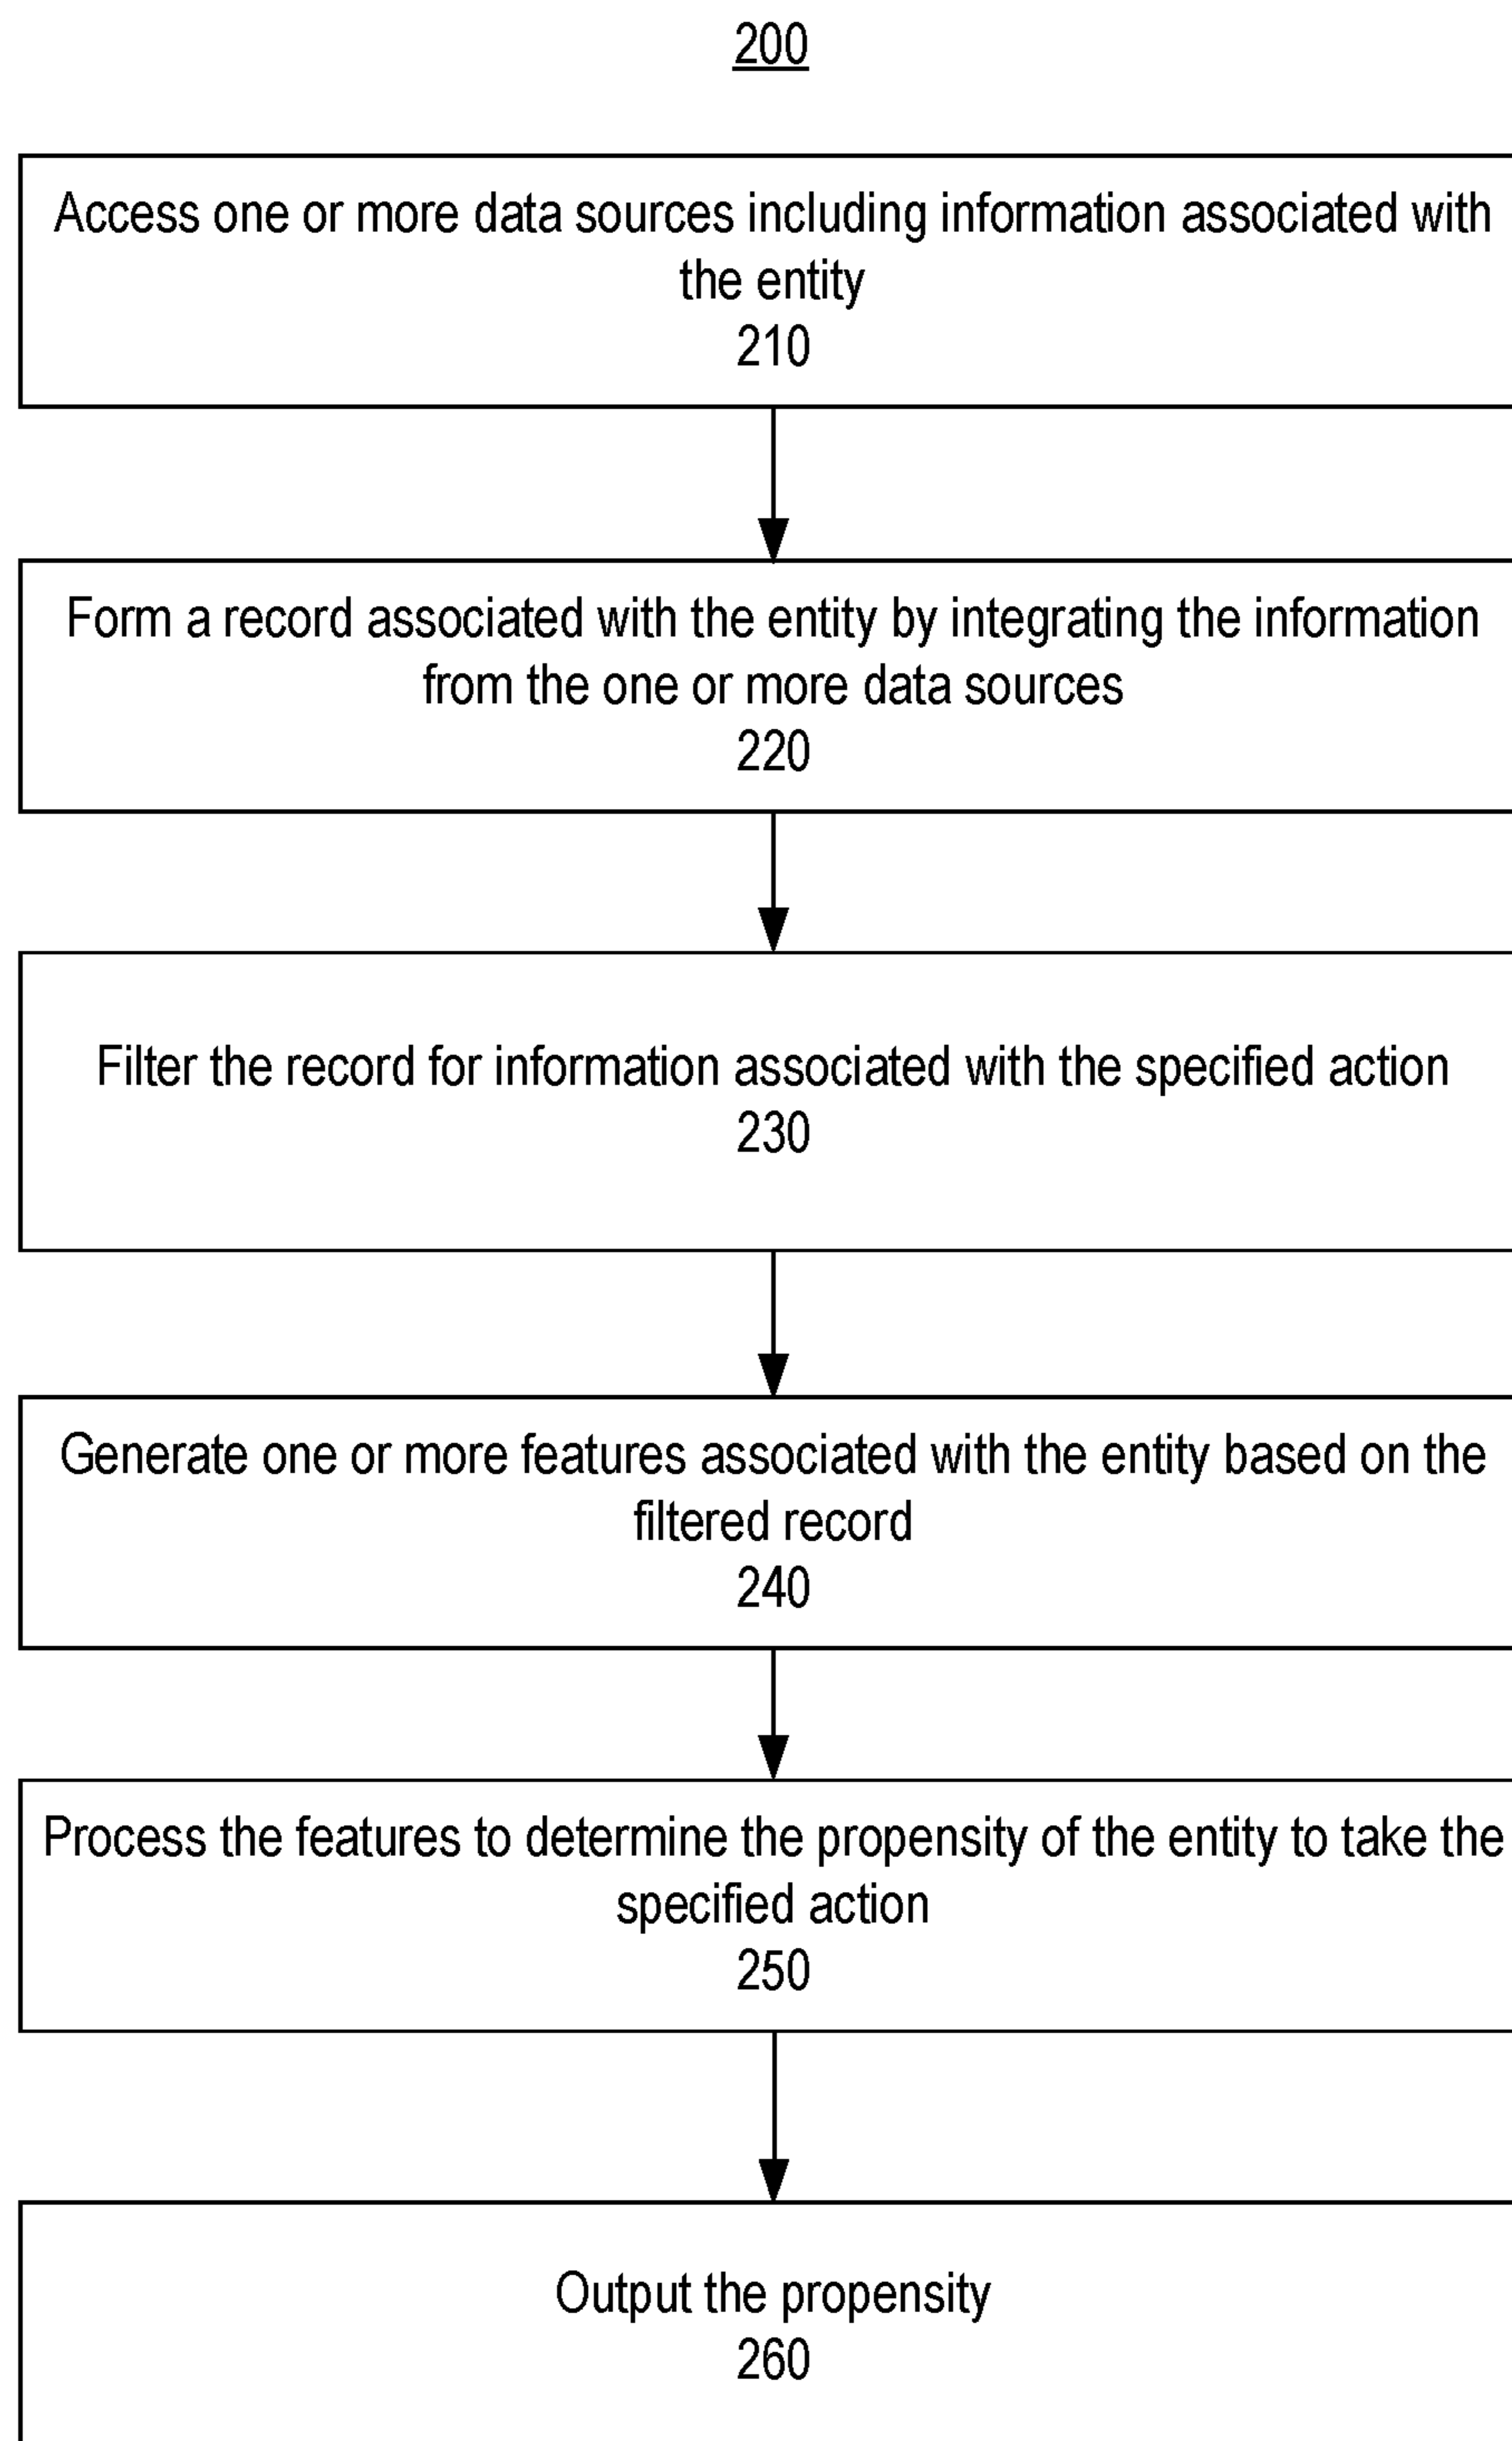 200
Access one or more data sources including information associated with
the entity
210
Form a record associated with the entity by integrating the information
from the one or more data sources
220
Filter the record for information associated with the specified action
230
Generate one or more features associated with the entity based on the
filtered record
240
Process the features to determine the propensity of the entity to take the
specified action
250
Output the propensity
260